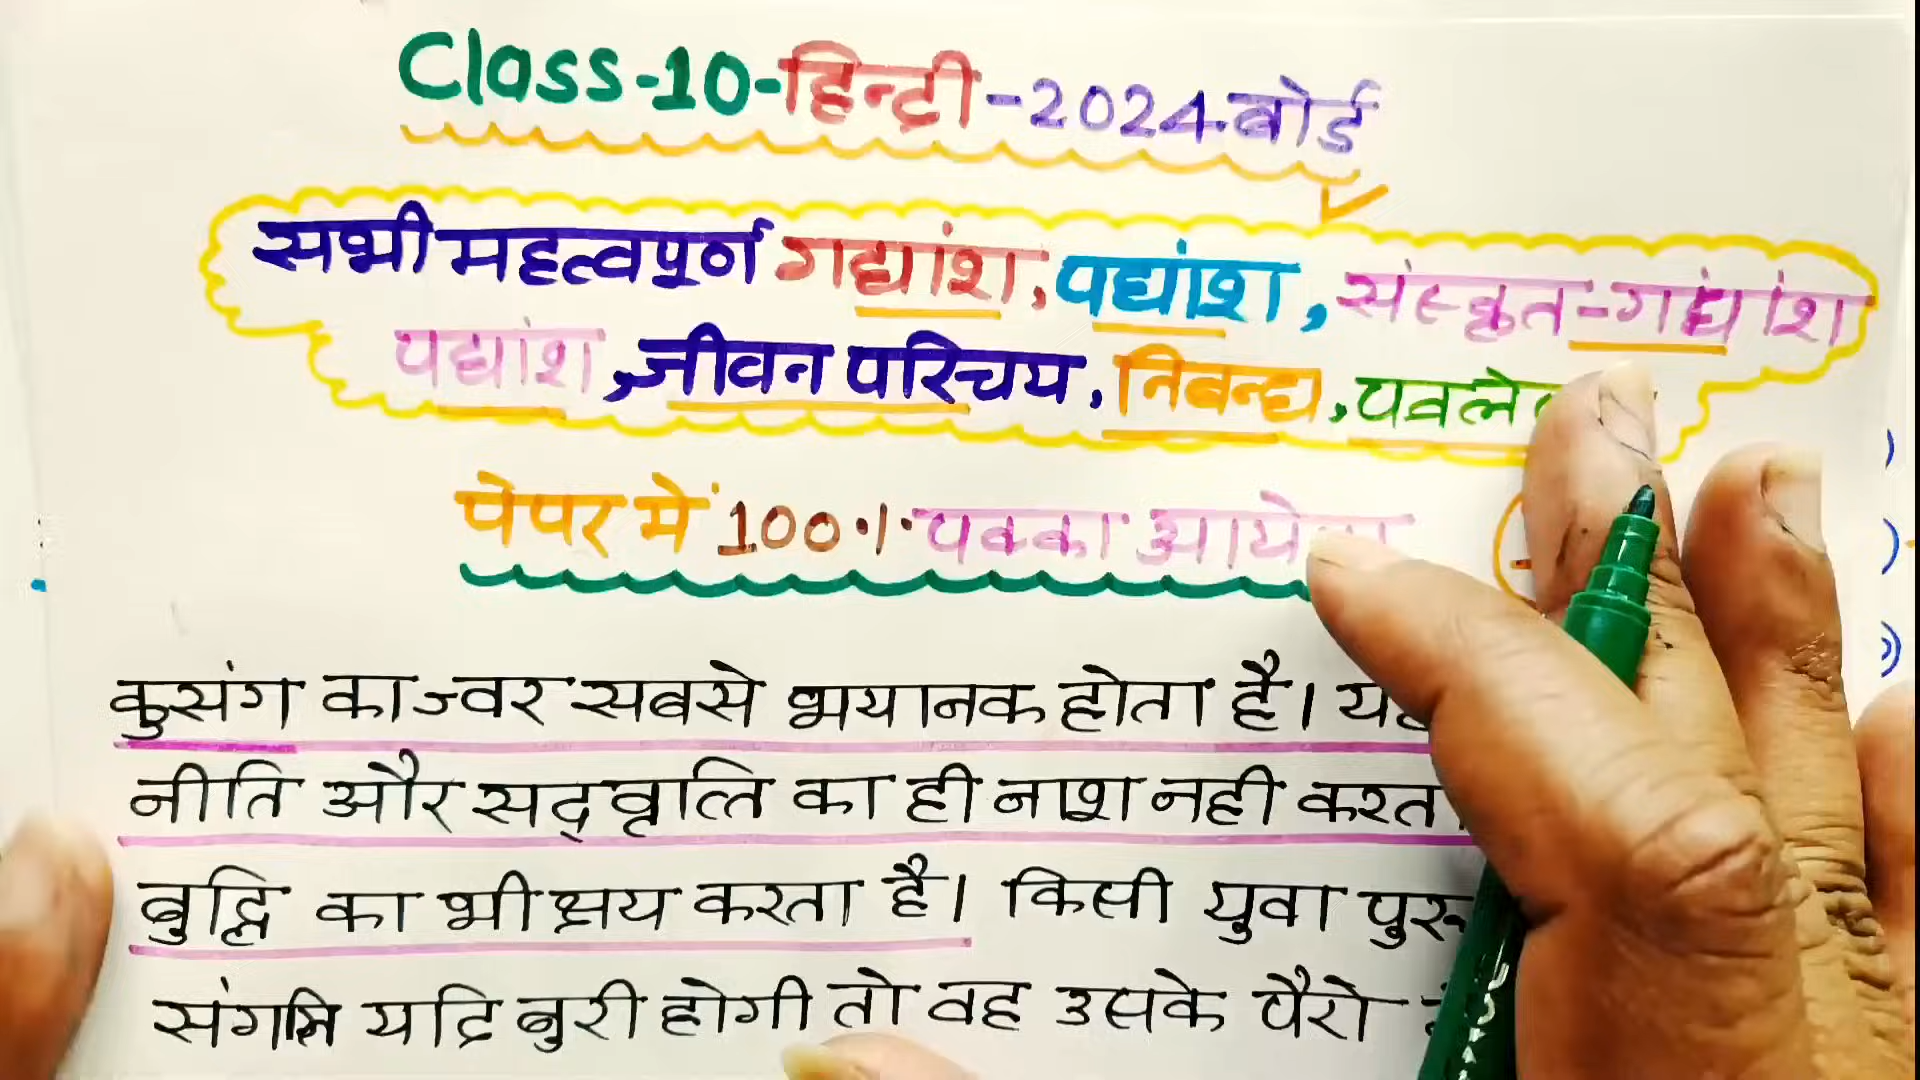 Class-10-हिन्दी-2024.बोर्ड
सभी महत्वपूर्ण गद्यांश, पद्यांश, संस्कृत-गद्यांश
पद्यांश, जीवन परिचय, निबन्ध,
पेपर में 100% पक्का
कुसंग का ज्वर सबसे भयानक होता है। यह
नीति और सद्वृत्ति का ही नाश नही करता
बुद्धि का भी क्षय करता है। किसी युवा
संगति यदि बुरी होगी तो वह उसके पैरो